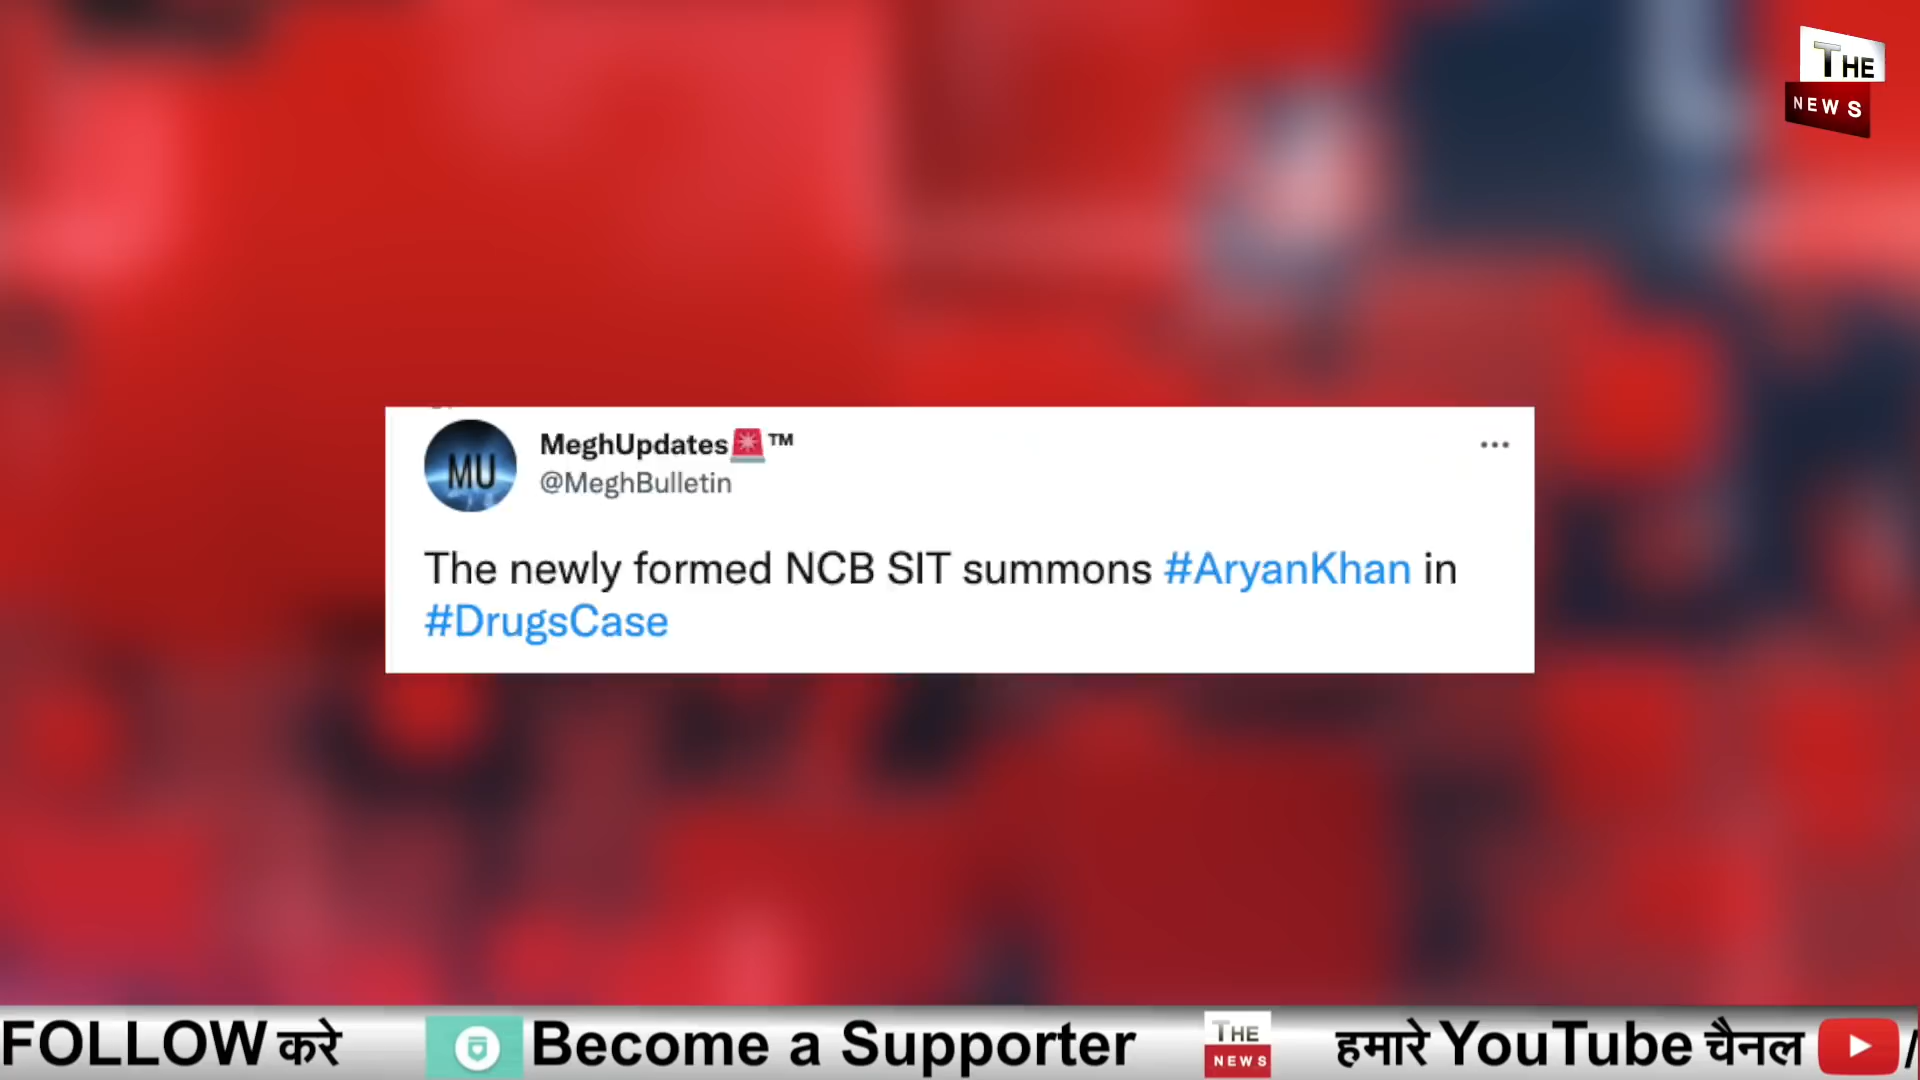 THE
NEWS
MeghUpdates🚨™
@MeghBulletin
MU
The newly formed NCB SIT summons #AryanKhan in
#DrugsCase
FOLLOW करे Become a Supporter THE NEWS हमारे YouTube चैनल /